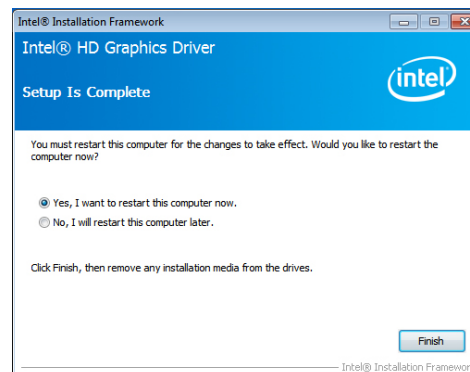 Intel® Installation Framework
Intel® HD Graphics Driver
intel
Setup Is Complete
You must restart this computer for the changes to take effect. Would you like to restart the
computer now?
Yes, I want to restart this computer now.
No, I will restart this computer later.
Click Finish, then remove any installation media from the drives.
Finish
Intel® Installation Framewor